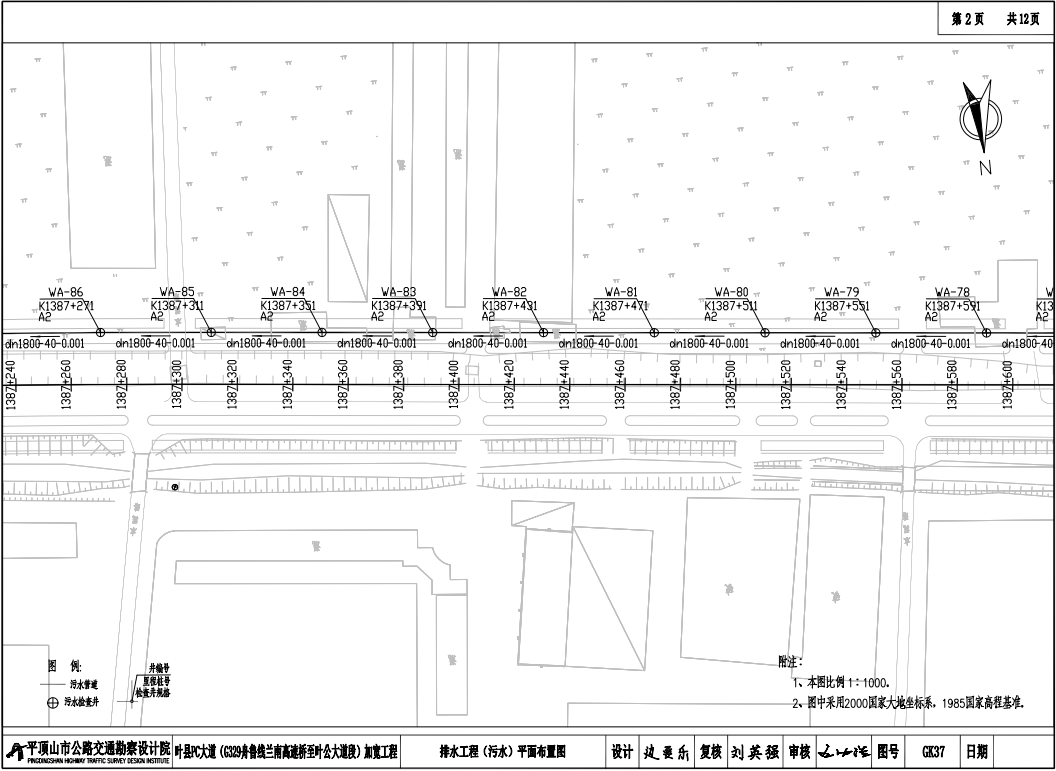 第 2 页 共 12 页
N
WA-86
K1387+271
A2
WA-85
K1387+311
A2
WA-84
K1387+351
A2
WA-83
K1387+391
A2
WA-82
K1387+431
A2
WA-81
K1387+471
A2
WA-80
K1387+511
A2
WA-79
K1387+551
A2
WA-78
K1387+591
A2
W
K13
A2
dn1800-40-0.001 dn1800-40-0.001 dn1800-40-0.001 dn1800-40-0.001 dn1800-40-0.001 dn1800-40-0.001 dn1800-40-0.001 dn1800-40-0.001 dn1800-40-0.001 dn1800-40-0.00
1387+240 1387+260 1387+280 1387+300 1387+320 1387+340 1387+360 1387+380 1387+400 1387+420 1387+440 1387+460 1387+480 1387+500 1387+520 1387+540 1387+560 1387+580 1387+600
图 例:
污水管道
污水检查井
井编号
里程桩号
检查井规格
附注:
1、本图比例 1:1000.
2、图中采用2000国家大地坐标系, 1985国家高程基准.
平顶山市公路交通勘察设计院
PINGDINGSHAN HIGHWAY TRAFFIC SURVEY DESIGN INSTITUTE
叶县PC大道(G329舟鲁线兰南高速桥至叶公大道段)加宽工程
排水工程(污水)平面布置图
设计 边亚乐 复核 刘英强 审核 图号 GK37 日期